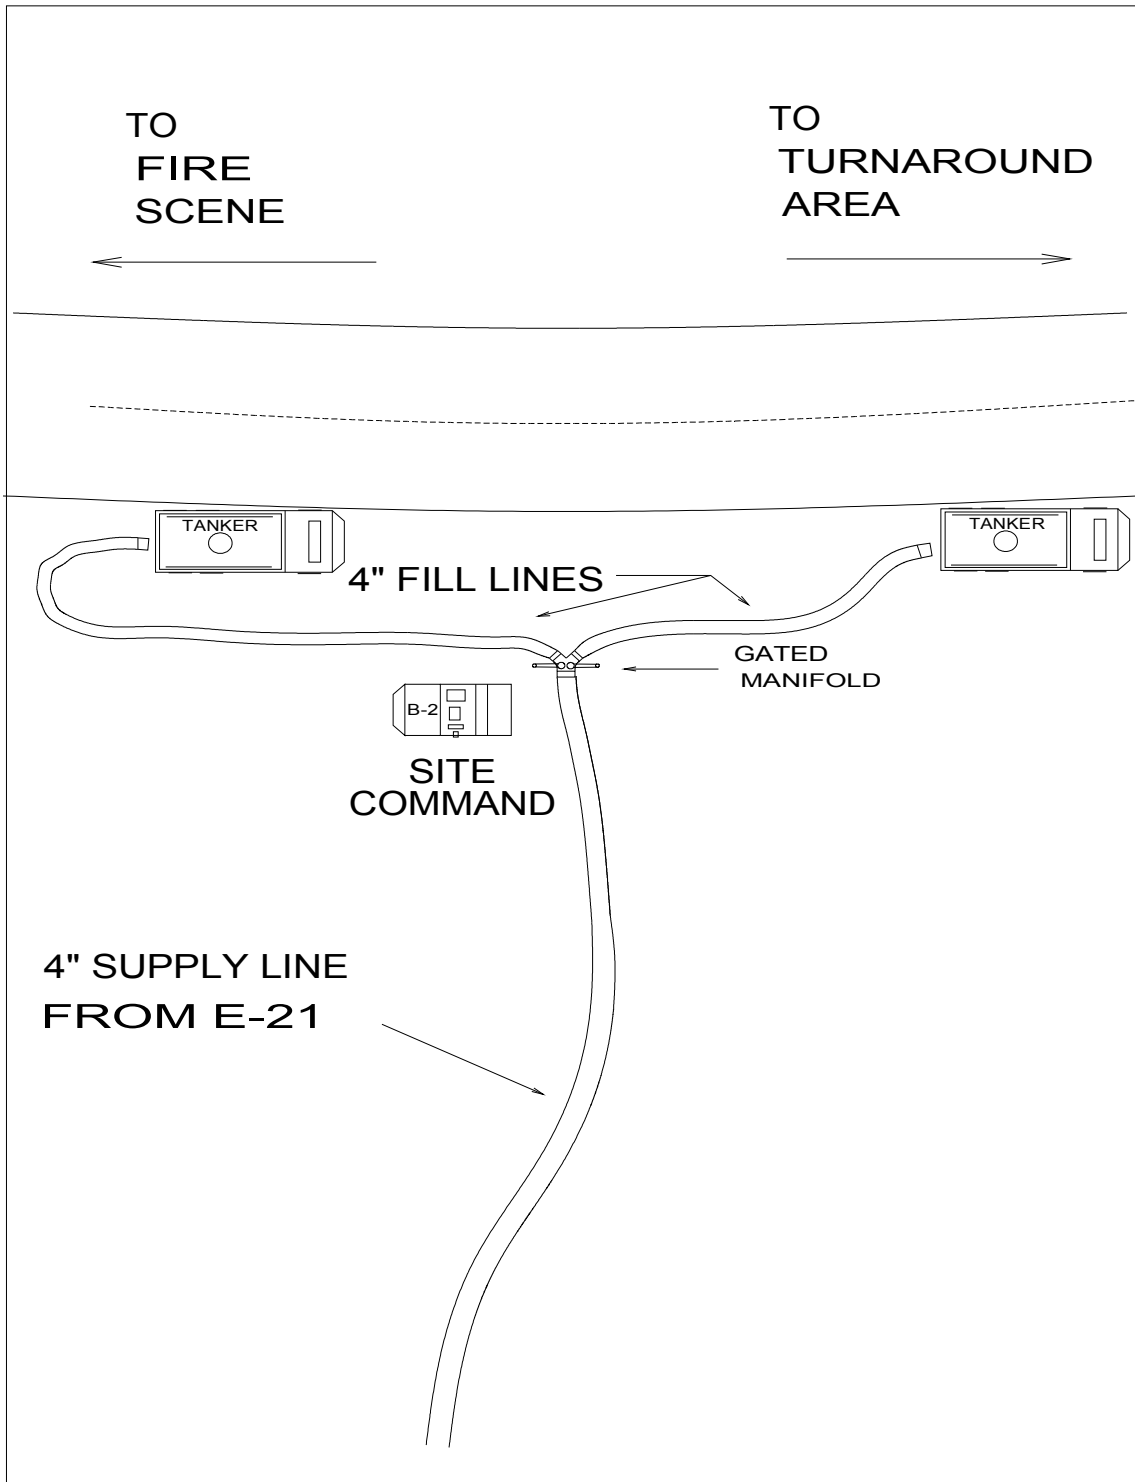 TO
FIRE
SCENE
TO
TURNAROUND
AREA
TANKER
TANKER
4" FILL LINES
GATED
MANIFOLD
B-2
SITE
COMMAND
4" SUPPLY LINE
FROM E-21